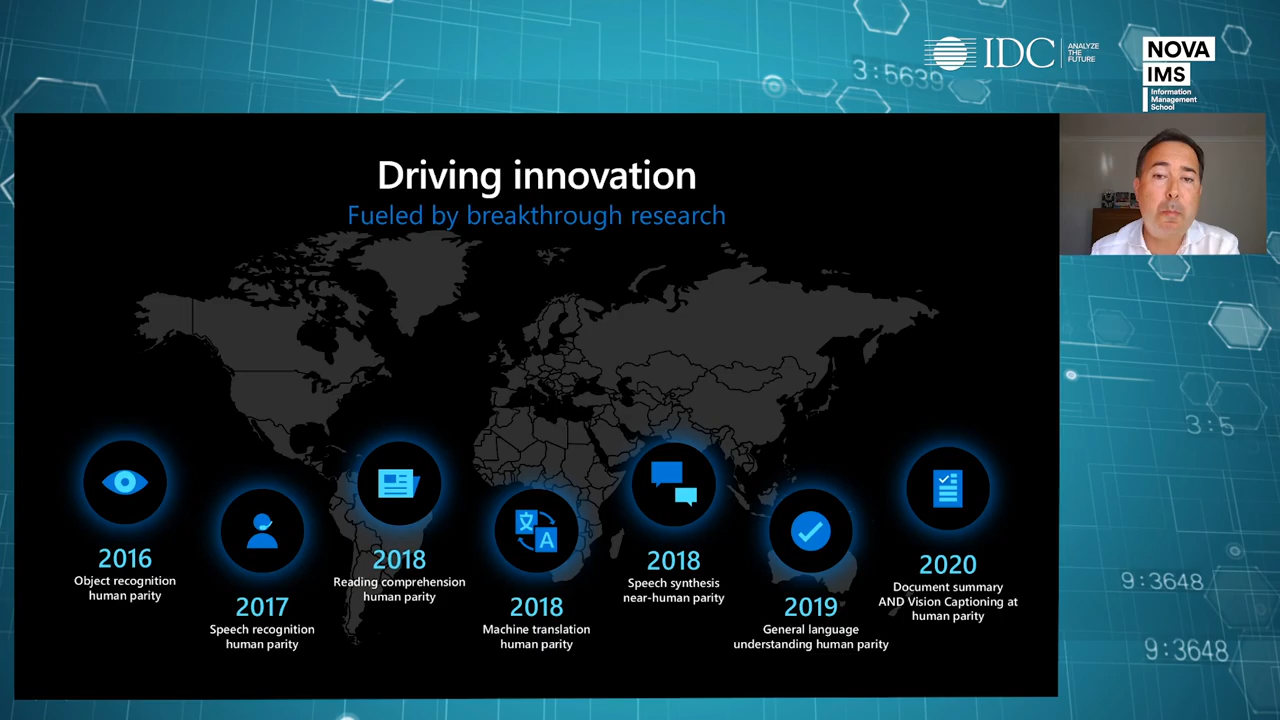 3:5639
IDC
ANALYZE
THE
FUTURE
NOVA
IMS
Information
Management
School
Driving innovation
Fueled by breakthrough research
3:5
9:3648
9:3648
2016
Object recognition
human parity
2017
Speech recognition
human parity
2018
Reading comprehension
human parity
文
A
2018
Machine translation
human parity
2018
Speech synthesis
near-human parity
2019
General language
understanding human parity
2020
Document summary
AND Vision Captioning at
human parity